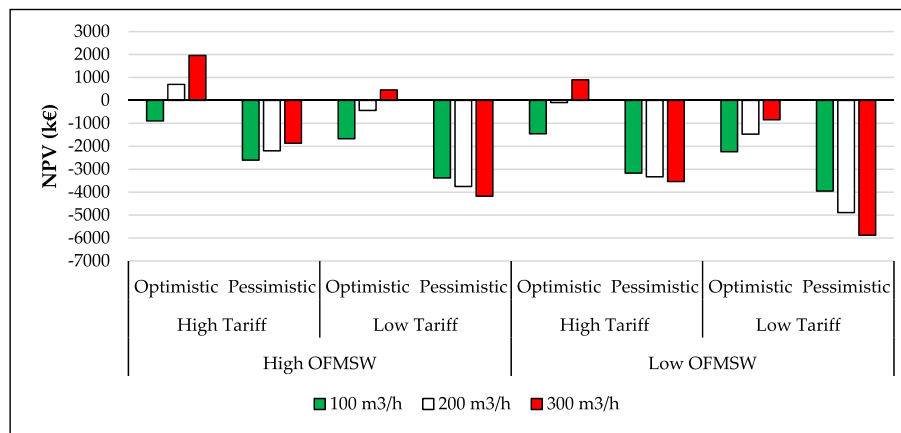 3000
2000
1000
0
-1000
-2000
-3000
-4000
-5000
-6000
-7000
NPV (k€)
Optimistic Pessimistic Optimistic Pessimistic Optimistic Pessimistic Optimistic Pessimistic
High Tariff Low Tariff High Tariff Low Tariff
High OFMSW Low OFMSW
100 m3/h 200 m3/h 300 m3/h